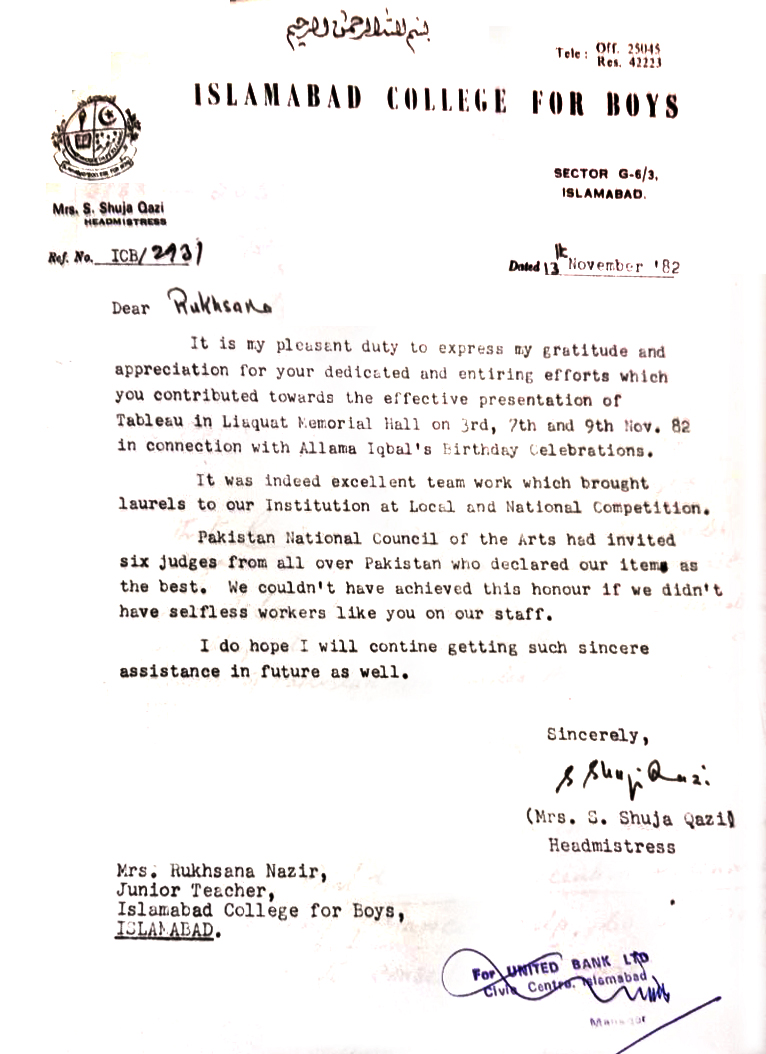 بسم الله الرحمن الرحيم
Tele: Off. 25045
Res. 42223
ISLAMABAD COLLEGE FOR BOYS
SECTOR G-6/3,
ISLAMABAD.
Mrs. S. Shuja Qazi
HEADMISTRESS
Ref. No. ICB/2931
Dated 13th November '82
Dear Rukhsana
It is my pleasant duty to express my gratitude and
appreciation for your dedicated and entiring efforts which
you contributed towards the effective presentation of
Tableau in Liaquat Memorial Hall on 3rd, 7th and 9th Nov. 82
in connection with Allama Iqbal's Birthday Celebrations.
It was indeed excellent team work which brought
laurels to our Institution at Local and National Competition.
Pakistan National Council of the Arts had invited
six judges from all over Pakistan who declared our items as
the best. We couldn't have achieved this honour if we didn't
have selfless workers like you on our staff.
I do hope I will contine getting such sincere
assistance in future as well.
Sincerely,
S Shuja Qazi
(Mrs. S. Shuja Qazi)
Headmistress
Mrs. Rukhsana Nazir,
Junior Teacher,
Islamabad College for Boys,
ISLAMABAD.
For UNITED BANK LTD
Civic Centre, Islamabad
Manager